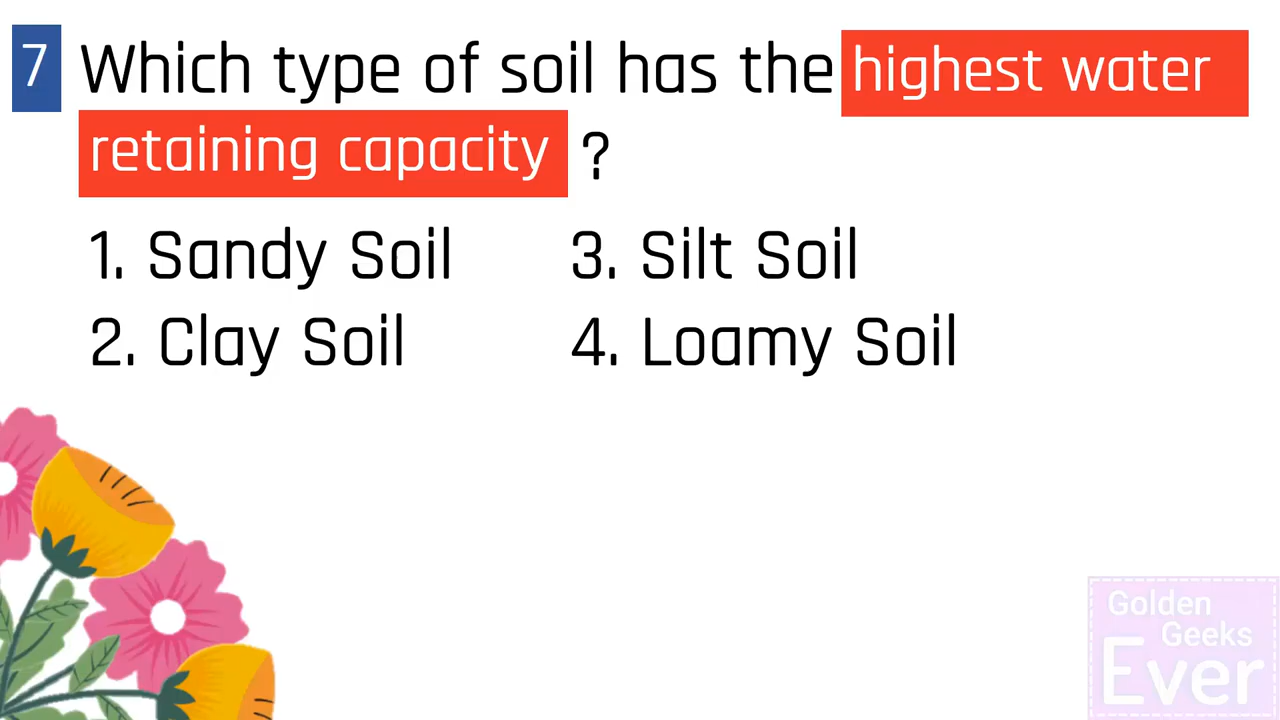 7 Which type of soil has the highest water
retaining capacity ?
1. Sandy Soil 3. Silt Soil
2. Clay Soil 4. Loamy Soil
Golden
Geeks
Ever